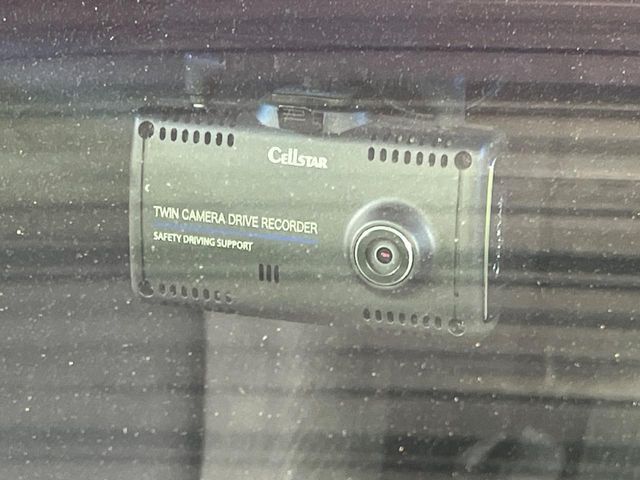 CELLSTAR
TWIN CAMERA DRIVE RECORDER
SAFETY DRIVING SUPPORT